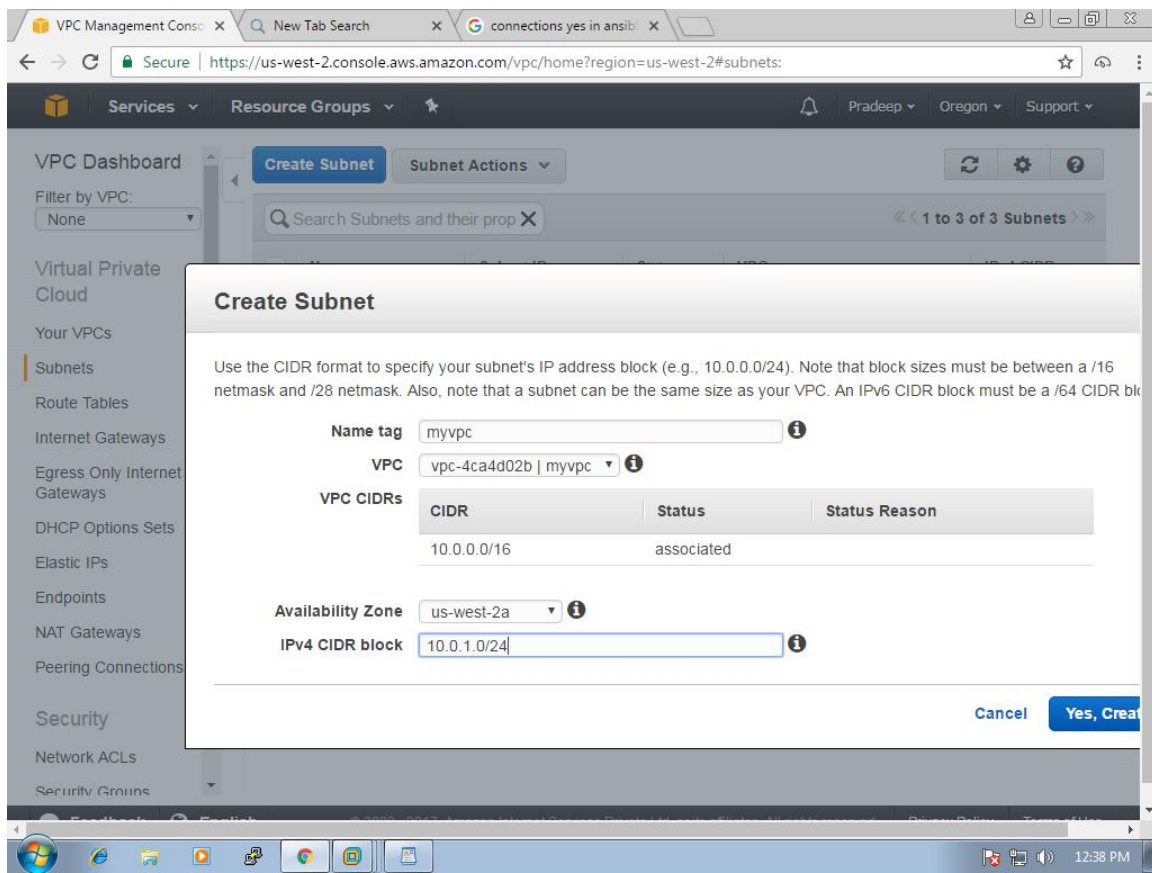 VPC Management Conso
New Tab Search
connections yes in ansibl
Secure | https://us-west-2.console.aws.amazon.com/vpc/home?region=us-west-2#subnets:
Services Resource Groups Pradeep Oregon Support
VPC Dashboard
Filter by VPC:
None
Virtual Private
Cloud
Your VPCs
Subnets
Route Tables
Internet Gateways
Egress Only Internet
Gateways
DHCP Options Sets
Elastic IPs
Endpoints
NAT Gateways
Peering Connections
Security
Network ACLs
Security Groups
Create Subnet Subnet Actions
Search Subnets and their prop
1 to 3 of 3 Subnets
Create Subnet
Use the CIDR format to specify your subnet's IP address block (e.g., 10.0.0.0/24). Note that block sizes must be between a /16
netmask and /28 netmask. Also, note that a subnet can be the same size as your VPC. An IPv6 CIDR block must be a /64 CIDR blo
Name tag myvpc
VPC vpc-4ca4d02b | myvpc
VPC CIDRs
CIDR Status Status Reason
10.0.0.0/16 associated
Availability Zone us-west-2a
IPv4 CIDR block 10.0.1.0/24
Cancel Yes, Creat
Feedback English
12:38 PM